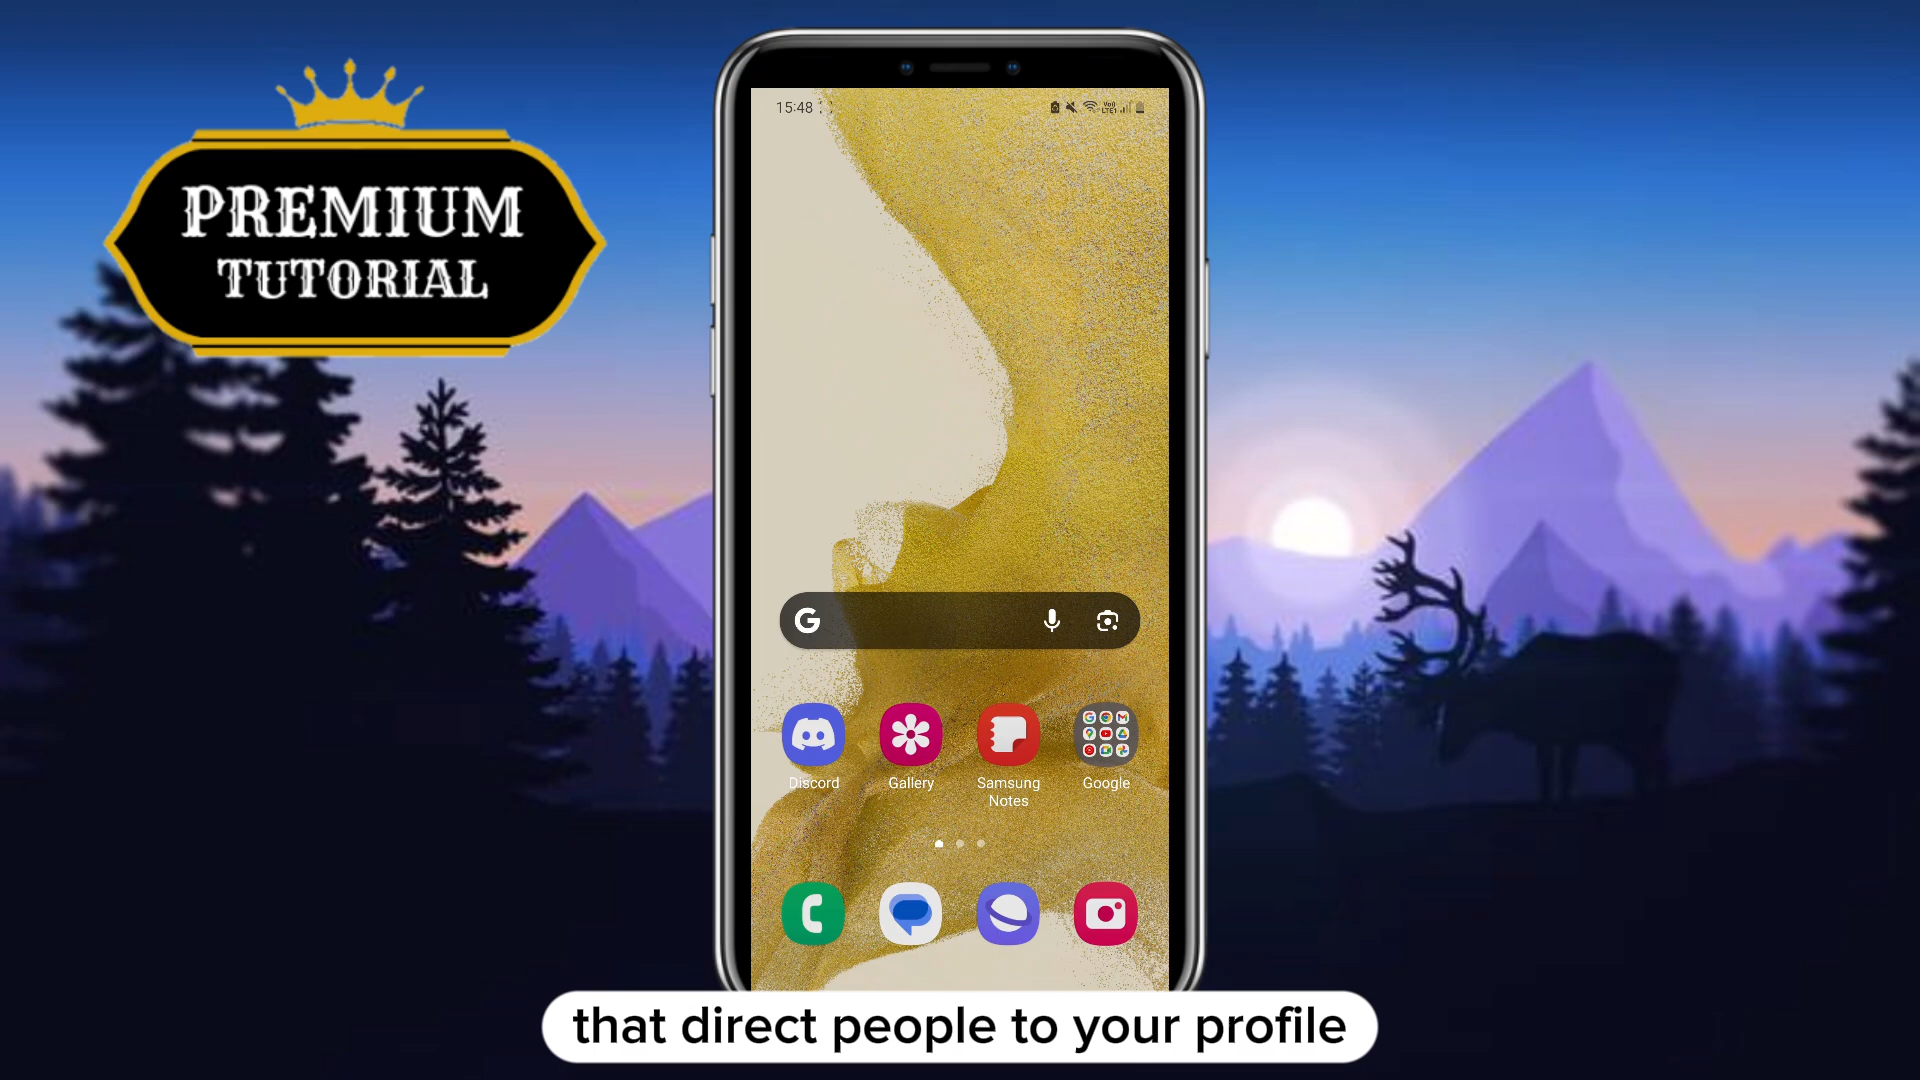 PREMIUM
TUTORIAL
15:48
Discord
Gallery
Samsung
Notes
Google
that direct people to your profile